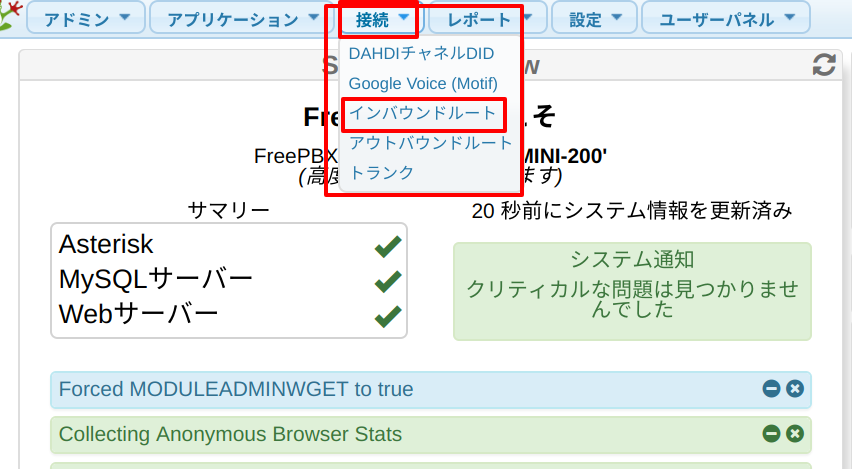 アドミン アプリケーション 接続 レポート 設定 ユーザーパネル
DAHDIチャネルDID
Google Voice (Motif)
インバウンドルート
アウトバウンドルート
トランク
S w
Fre そ
FreePBX MINI-200'
(高度 ます)
サマリー
Asterisk
MySQLサーバー
Webサーバー
20 秒前にシステム情報を更新済み
システム通知
クリティカルな問題は見つかりませ
んでした
Forced MODULEADMINWGET to true
Collecting Anonymous Browser Stats